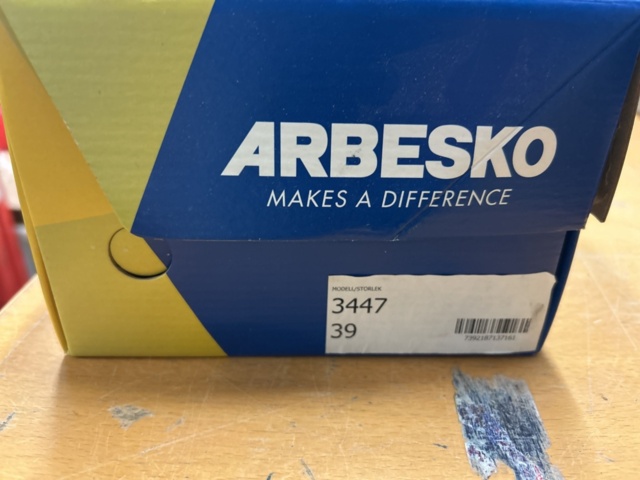 ARBESKO
MAKES A DIFFERENCE
MODELL/STORLEK
3447
39